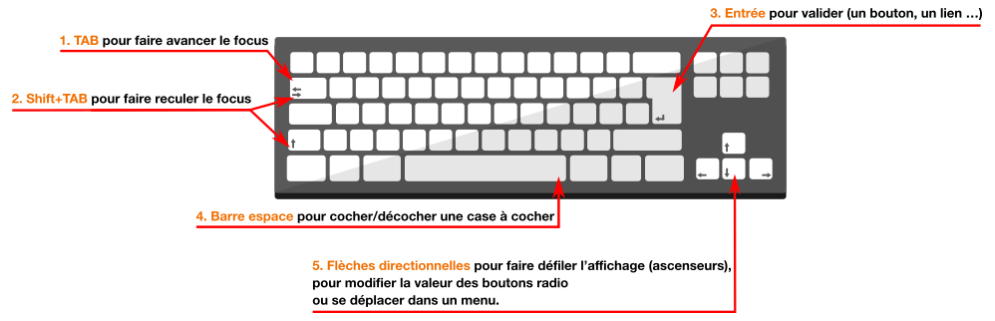 3. Entrée pour valider (un bouton, un lien …)
1. TAB pour faire avancer le focus
2. Shift+TAB pour faire reculer le focus
4. Barre espace pour cocher/décocher une case à cocher
5. Flèches directionnelles pour faire défiler l’affichage (ascenseurs),
pour modifier la valeur des boutons radio
ou se déplacer dans un menu.